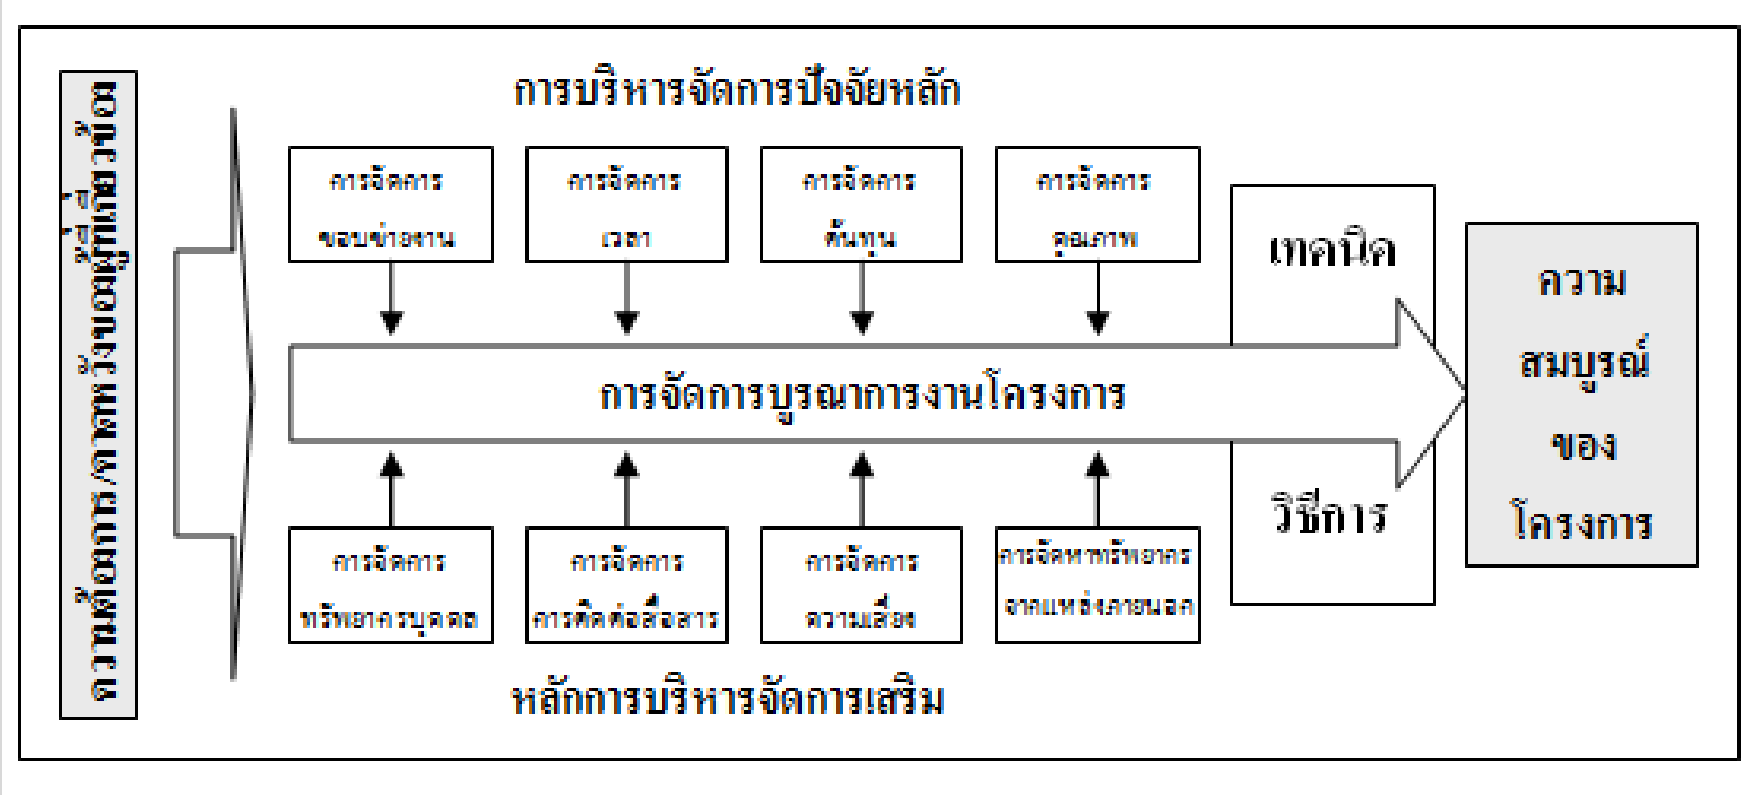 ความต้องการ/คาดหวังของผู้ที่เกี่ยวข้อง
การบริหารจัดการปัจจัยหลัก
การจัดการ
ขอบข่ายงาน
การจัดการ
เวลา
การจัดการ
ต้นทุน
การจัดการ
คุณภาพ
เทคนิค
การจัดการบูรณาการงานโครงการ
วิธีการ
ความ
สมบูรณ์
ของ
โครงการ
การจัดการ
ทรัพยากรบุคคล
การจัดการ
การติดต่อสื่อสาร
การจัดการ
ความเสี่ยง
การจัดหาทรัพยากร
จากแหล่งภายนอก
หลักการบริหารจัดการเสริม